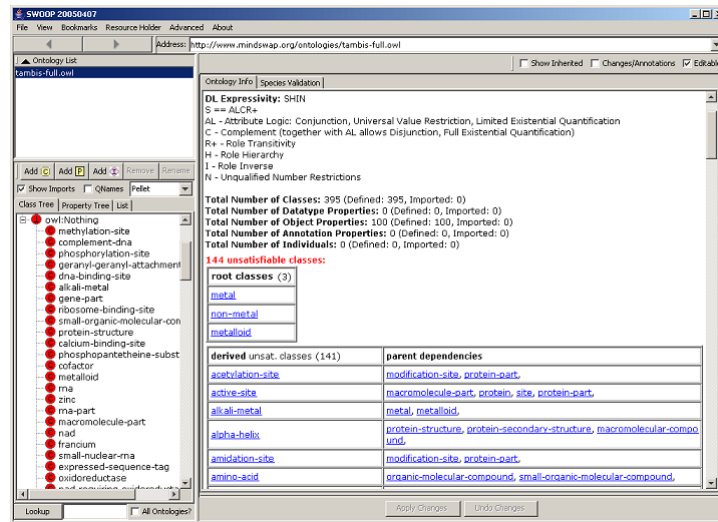 SWOOP 20050407
File View Bookmarks Resource Holder Advanced About
Address: http://www.mindswap.org/ontologies/tambis-full.owl
Ontology List
tambis-full.owl
Show Inherited Changes/Annotations Editable
Add C Add P Add I Remove Rename
Show Imports QNames Pellet
Class Tree Property Tree List
owl:Nothing
C methylation-site
C complement-dna
C phosphorylation-site
C geranyl-geranyl-attachment
C dna-binding-site
C alkali-metal
C gene-part
C ribosome-binding-site
C small-organic-molecular-con
C protein-structure
C calcium-binding-site
C phosphopantetheine-subst
C cofactor
C metalloid
C rna
C zinc
C rna-part
C macromolecule-part
C nad
C francium
C small-nuclear-rna
C expressed-sequence-tag
C oxidoreductase
C nad-requiring-oxidoreducta
Lookup All Ontologies?
Ontology Info Species Validation
DL Expressivity: SHIN
S == ALCR+
AL - Attribute Logic: Conjunction, Universal Value Restriction, Limited Existential Quantification
C - Complement (together with AL allows Disjunction, Full Existential Quantification)
R+ - Role Transitivity
H - Role Hierarchy
I - Role Inverse
N - Unqualified Number Restrictions
Total Number of Classes: 395 (Defined: 395, Imported: 0)
Total Number of Datatype Properties: 0 (Defined: 0, Imported: 0)
Total Number of Object Properties: 100 (Defined: 100, Imported: 0)
Total Number of Annotation Properties: 0 (Defined: 0, Imported: 0)
Total Number of Individuals: 0 (Defined: 0, Imported: 0)
144 unsatisfiable classes:
root classes (3)
metal
non-metal
metalloid
derived unsat. classes (141) parent dependencies
acetylation-site modification-site, protein-part,
active-site macromolecule-part, protein, site, protein-part,
alkali-metal metal, metalloid,
alpha-helix protein-structure, protein-secondary-structure, macromolecular-compo
und,
amidation-site modification-site, protein-part,
amino-acid organic-molecular-compound, small-organic-molecular-compound,
Apply Changes Undo Changes